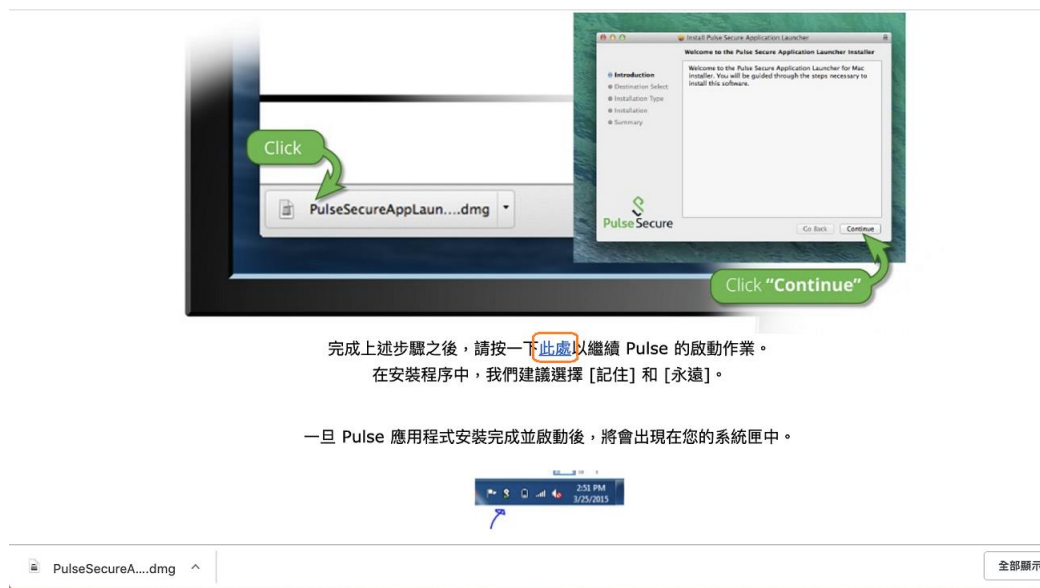 Install Pulse Secure Application Launcher
Welcome to the Pulse Secure Application Launcher Installer
Introduction
Destination Select
Installation Type
Installation
Summary
Welcome to the Pulse Secure Application Launcher for Mac
installer. You will be guided through the steps necessary to
install this software.
Pulse Secure
Go Back
Continue
Click
PulseSecureAppLaun....dmg
Click "Continue"
完成上述步驟之後，請按一下此處以繼續 Pulse 的啟動作業。
在安裝程序中，我們建議選擇 [記住] 和 [永遠]。
一旦 Pulse 應用程式安裝完成並啟動後，將會出現在您的系統匣中。
2:51 PM
3/25/2015
PulseSecureA....dmg
全部顯示